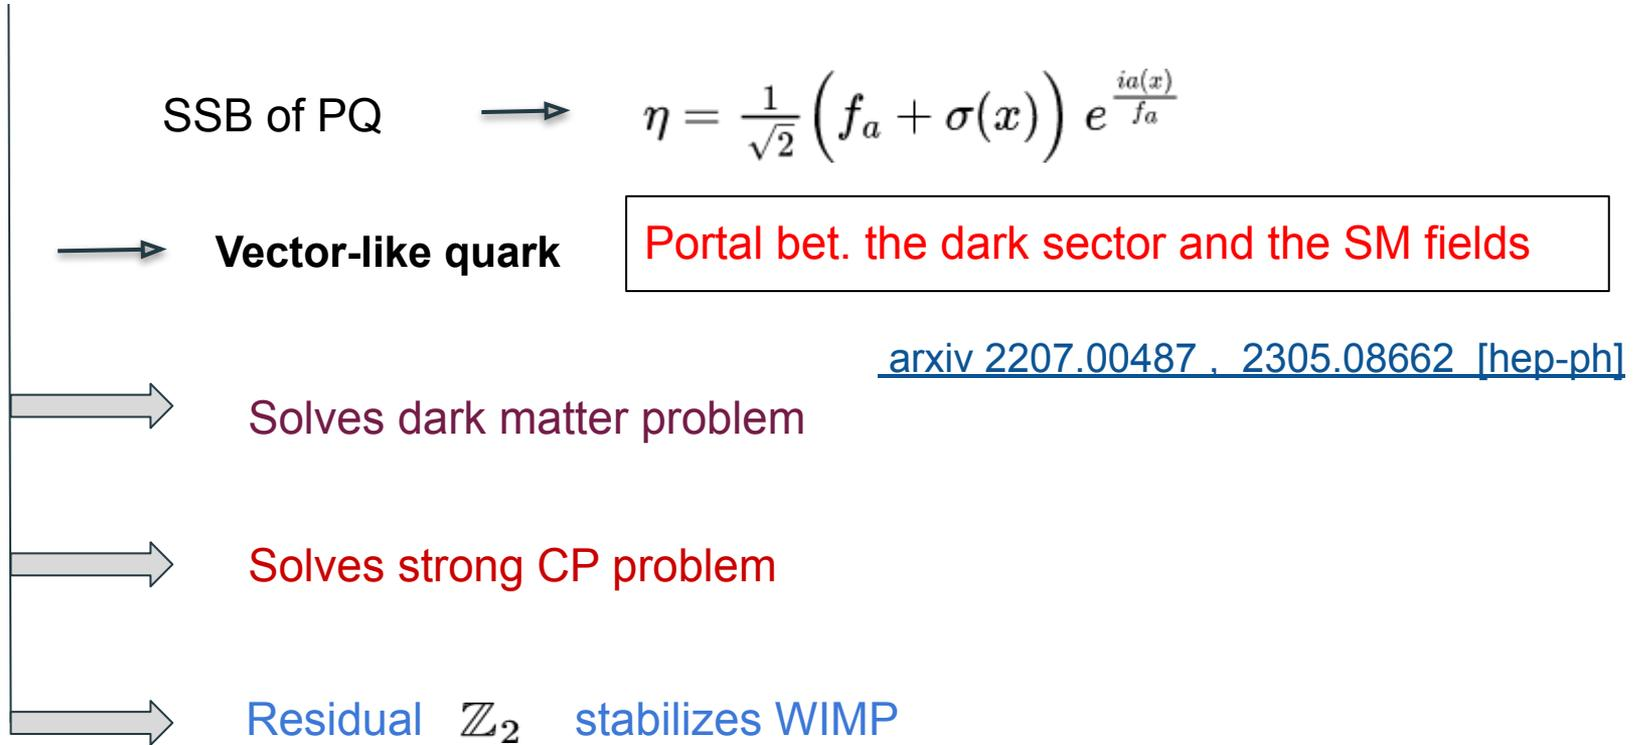 SSB of PQ η = 1/√2 (f_a + σ(x)) e^{ia(x)/f_a}
Vector-like quark Portal bet. the dark sector and the SM fields
arxiv 2207.00487 , 2305.08662 [hep-ph]
Solves dark matter problem
Solves strong CP problem
Residual ℤ₂ stabilizes WIMP